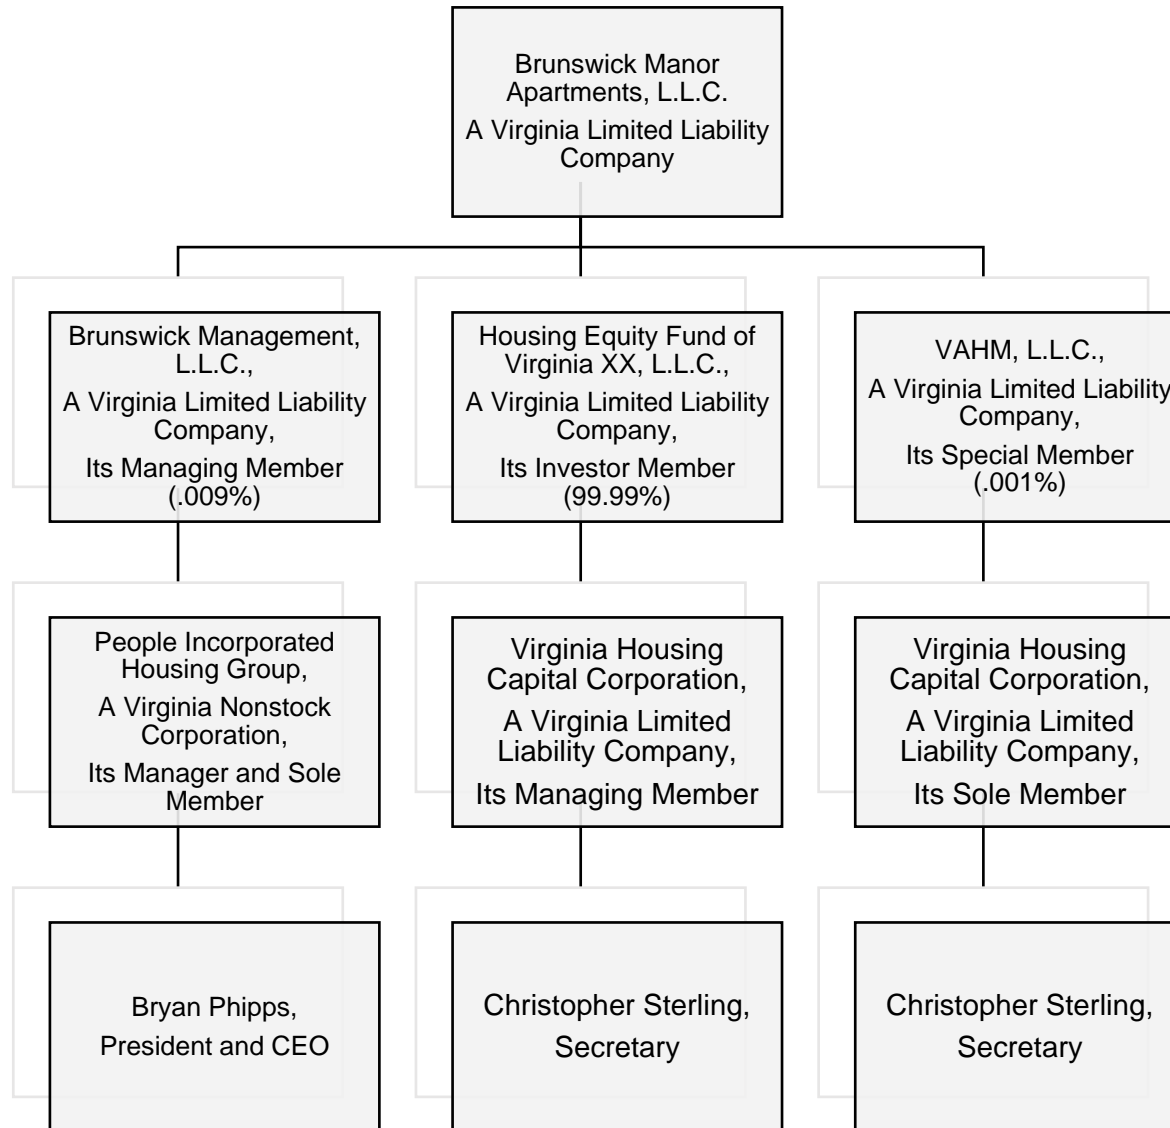 Brunswick Manor
Apartments, L.L.C.
A Virginia Limited Liability
Company
Brunswick Management,
L.L.C.,
A Virginia Limited Liability
Company,
Its Managing Member
(.009%)
Housing Equity Fund of
Virginia XX, L.L.C.,
A Virginia Limited Liability
Company,
Its Investor Member
(99.99%)
VAHM, L.L.C.,
A Virginia Limited Liability
Company,
Its Special Member
(.001%)
People Incorporated
Housing Group,
A Virginia Nonstock
Corporation,
Its Manager and Sole
Member
Virginia Housing
Capital Corporation,
A Virginia Limited
Liability Company,
Its Managing Member
Virginia Housing
Capital Corporation,
A Virginia Limited
Liability Company,
Its Sole Member
Bryan Phipps,
President and CEO
Christopher Sterling,
Secretary
Christopher Sterling,
Secretary